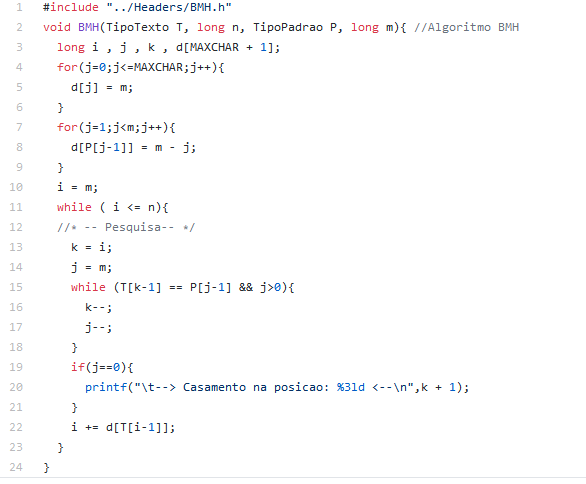 1 #include "../Headers/BMH.h"
2 void BMH(TipoTexto T, long n, TipoPadrao P, long m){ //Algoritmo BMH
3 long i , j , k , d[MAXCHAR + 1];
4 for(j=0;j<=MAXCHAR;j++){
5 d[j] = m;
6 }
7 for(j=1;j<m;j++){
8 d[P[j-1]] = m - j;
9 }
10 i = m;
11 while ( i <= n){
12 //* -- Pesquisa-- */
13 k = i;
14 j = m;
15 while (T[k-1] == P[j-1] && j>0){
16 k--;
17 j--;
18 }
19 if(j==0){
20 printf("\t--> Casamento na posicao: %3ld <--\n",k + 1);
21 }
22 i += d[T[i-1]];
23 }
24 }